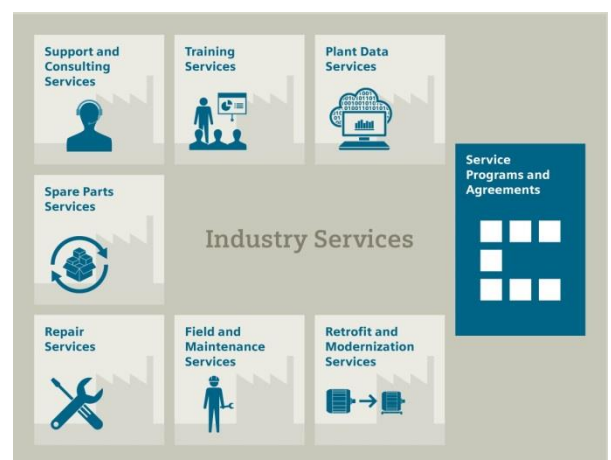 Support and
Consulting
Services
Training
Services
Plant Data
Services
Service
Programs and
Agreements
Spare Parts
Services
Industry Services
Repair
Services
Field and
Maintenance
Services
Retrofit and
Modernization
Services